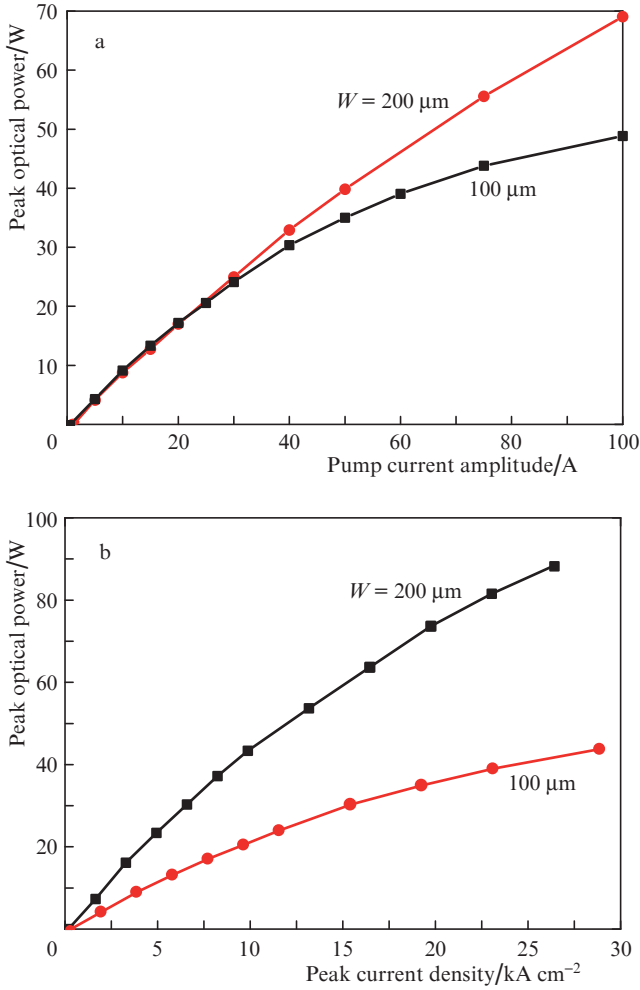 a
Peak optical power/W
70
60
50
40
30
20
10
0
W = 200 μm
100 μm
20
40
60
80
100
Pump current amplitude/A
b
Peak optical power/W
100
80
60
40
20
0
W = 200 μm
100 μm
5
10
15
20
25
30
Peak current density/kA cm⁻²